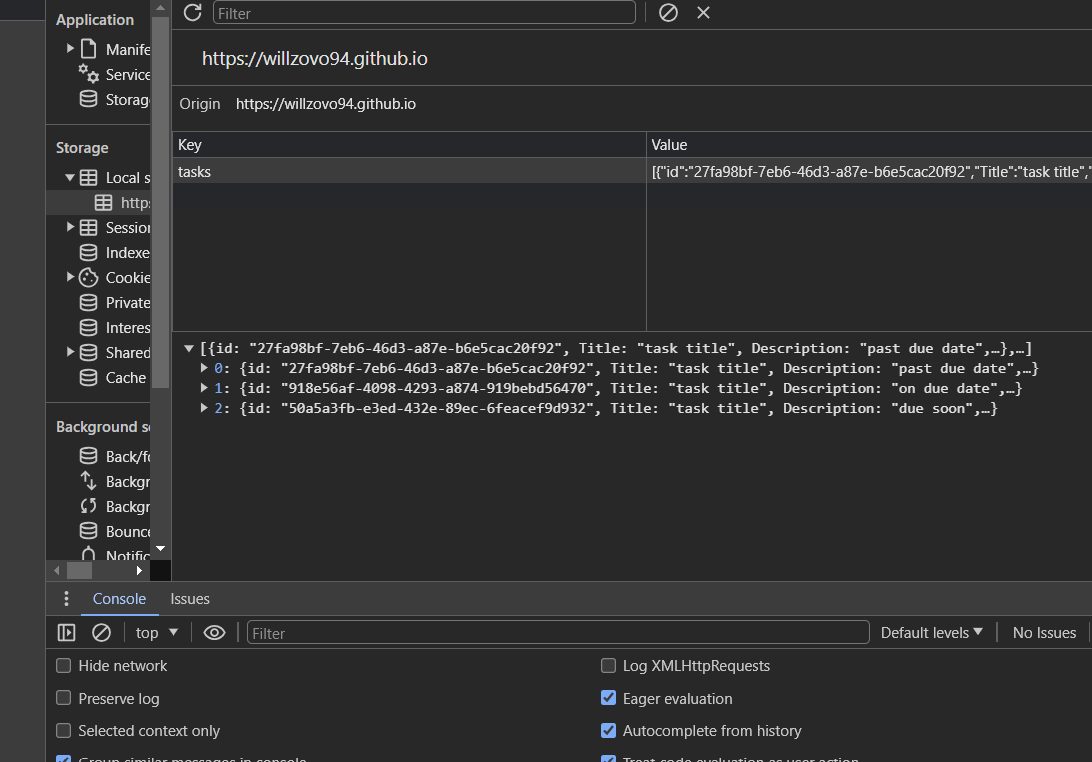 Application
Manife
Service
Storag
Storage
Local s
https
Session
Indexe
Cookie
Private
Interes
Shared
Cache
Background se
Back/fo
Backgr
Backgr
Bounce
Notific
Filter
https://willzovo94.github.io
Origin https://willzovo94.github.io
Key Value
tasks [{"id":"27fa98bf-7eb6-46d3-a87e-b6e5cac20f92","Title":"task title","
[{id: "27fa98bf-7eb6-46d3-a87e-b6e5cac20f92", Title: "task title", Description: "past due date",…},…]
0: {id: "27fa98bf-7eb6-46d3-a87e-b6e5cac20f92", Title: "task title", Description: "past due date",…}
1: {id: "918e56af-4098-4293-a874-919bebd56470", Title: "task title", Description: "on due date",…}
2: {id: "50a5a3fb-e3ed-432e-89ec-6feacef9d932", Title: "task title", Description: "due soon",…}
Console Issues
top Filter Default levels No Issues
Hide network Log XMLHttpRequests
Preserve log Eager evaluation
Selected context only Autocomplete from history
Group similar messages in console Treat code evaluation as user action